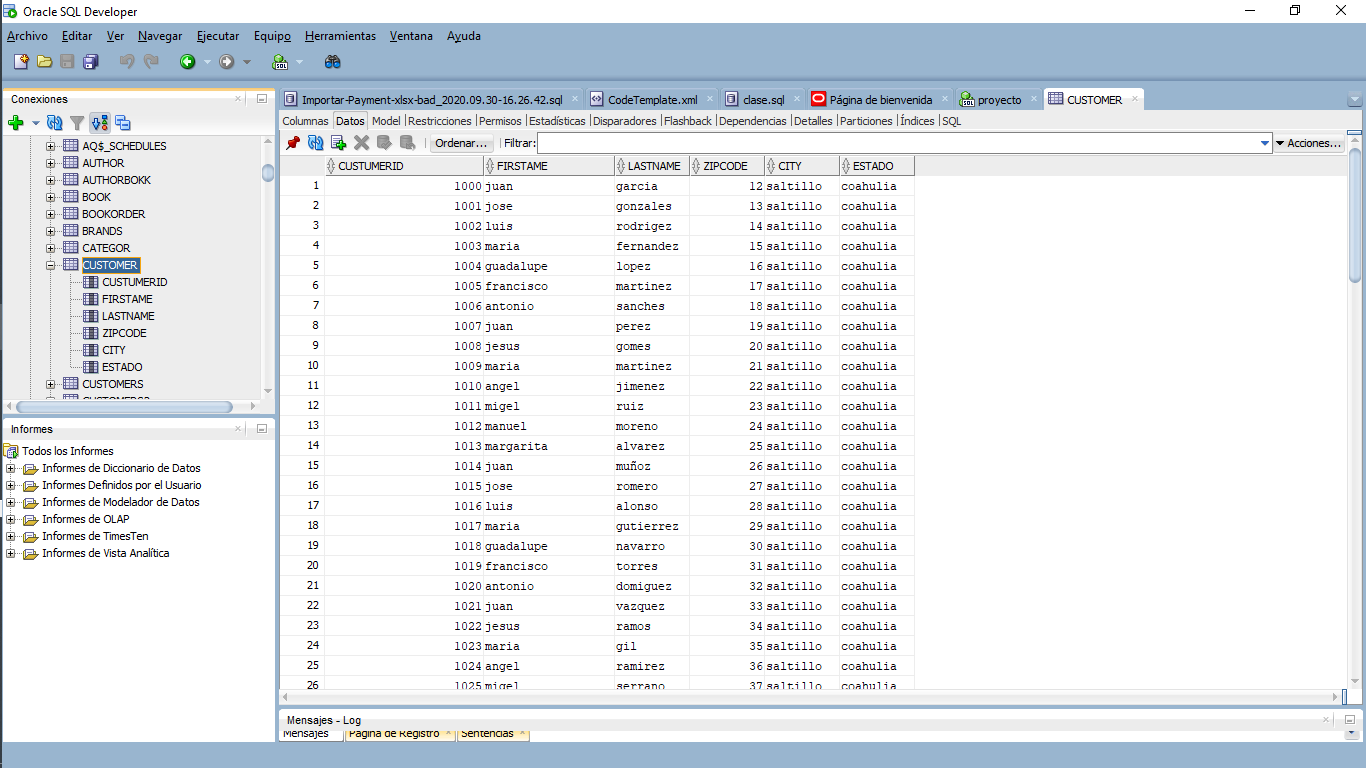 Oracle SQL Developer
Archivo Editar Ver Navegar Ejecutar Equipo Herramientas Ventana Ayuda
Conexiones
AQ$_SCHEDULES
AUTHOR
AUTHORBOKK
BOOK
BOOKORDER
BRANDS
CATEGOR
CUSTOMER
CUSTUMERID
FIRSTAME
LASTNAME
ZIPCODE
CITY
ESTADO
CUSTOMERS
Informes
Todos los Informes
Informes de Diccionario de Datos
Informes Definidos por el Usuario
Informes de Modelador de Datos
Informes de OLAP
Informes de TimesTen
Informes de Vista Analítica
Importar-Payment-xlsx-bad_2020.09.30-16.26.42.sql CodeTemplate.xml clase.sql Página de bienvenida proyecto CUSTOMER
Columnas Datos Model Restricciones Permisos Estadísticas Disparadores Flashback Dependencias Detalles Particiones Índices SQL
Ordenar... Filtrar: Acciones...
CUSTUMERID FIRSTAME LASTNAME ZIPCODE CITY ESTADO
1 1000 juan garcia 12 saltillo coahulia
2 1001 jose gonzales 13 saltillo coahulia
3 1002 luis rodrigez 14 saltillo coahulia
4 1003 maria fernandez 15 saltillo coahulia
5 1004 guadalupe lopez 16 saltillo coahulia
6 1005 francisco martinez 17 saltillo coahulia
7 1006 antonio sanches 18 saltillo coahulia
8 1007 juan perez 19 saltillo coahulia
9 1008 jesus gomes 20 saltillo coahulia
10 1009 maria martinez 21 saltillo coahulia
11 1010 angel jimenez 22 saltillo coahulia
12 1011 migel ruiz 23 saltillo coahulia
13 1012 manuel moreno 24 saltillo coahulia
14 1013 margarita alvarez 25 saltillo coahulia
15 1014 juan muñoz 26 saltillo coahulia
16 1015 jose romero 27 saltillo coahulia
17 1016 luis alonso 28 saltillo coahulia
18 1017 maria gutierrez 29 saltillo coahulia
19 1018 guadalupe navarro 30 saltillo coahulia
20 1019 francisco torres 31 saltillo coahulia
21 1020 antonio domiguez 32 saltillo coahulia
22 1021 juan vazquez 33 saltillo coahulia
23 1022 jesus ramos 34 saltillo coahulia
24 1023 maria gil 35 saltillo coahulia
25 1024 angel ramirez 36 saltillo coahulia
26 1025 migel serrano 37 saltillo coahulia
Mensajes - Log
Mensajes Página de Registro Sentencias